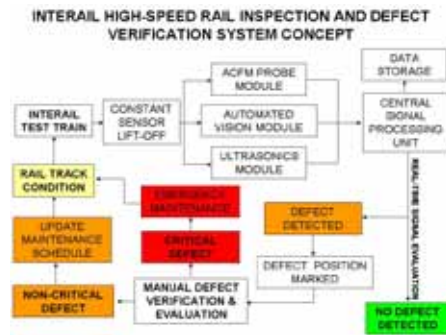 INTERAIL HIGH-SPEED RAIL INSPECTION AND DEFECT
VERIFICATION SYSTEM CONCEPT
ACFM PROBE
MODULE
DATA
STORAGE
INTERAIL
TEST TRAIN
CONSTANT
SENSOR
LIFT-OFF
AUTOMATED
VISION MODULE
CENTRAL
SIGNAL
PROCESSING
UNIT
ULTRASONICS
MODULE
RAIL TRACK
CONDITION
EMERGENCY
MAINTENANCE
REAL-TIME SIGNAL EVALUATION
UPDATE
MAINTENANCE
SCHEDULE
CRITICAL
DEFECT
DEFECT
DETECTED
DEFECT POSITION
MARKED
NON-CRITICAL
DEFECT
MANUAL DEFECT
VERIFICATION &
EVALUATION
NO DEFECT
DETECTED